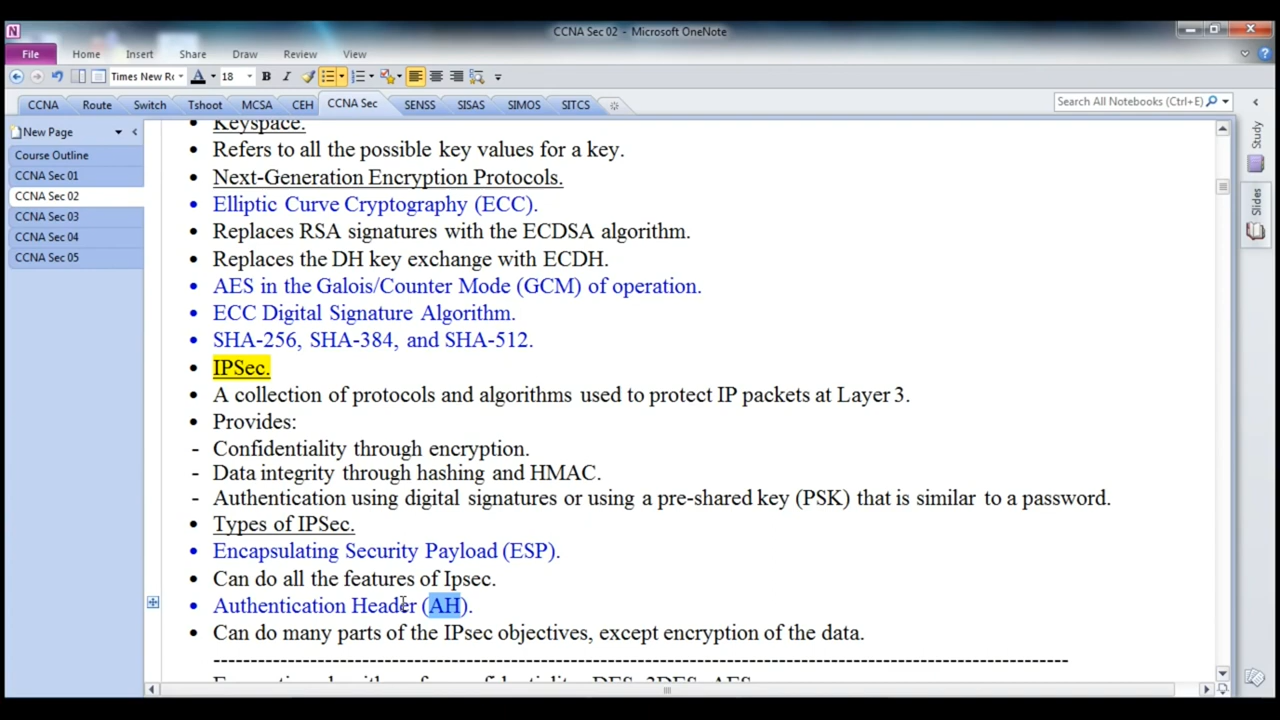 CCNA Sec 02 - Microsoft OneNote
File Home Insert Share Draw Review View
Times New Ro 18 B I
CCNA Route Switch Tshoot MCSA CEH CCNA Sec SENSS SISAS SIMOS SITCS Search All Notebooks (Ctrl+E)
New Page
Course Outline
CCNA Sec 01
CCNA Sec 02
CCNA Sec 03
CCNA Sec 04
CCNA Sec 05
• Keyspace.
• Refers to all the possible key values for a key.
• Next-Generation Encryption Protocols.
• Elliptic Curve Cryptography (ECC).
• Replaces RSA signatures with the ECDSA algorithm.
• Replaces the DH key exchange with ECDH.
• AES in the Galois/Counter Mode (GCM) of operation.
• ECC Digital Signature Algorithm.
• SHA-256, SHA-384, and SHA-512.
• IPSec.
• A collection of protocols and algorithms used to protect IP packets at Layer 3.
• Provides:
- Confidentiality through encryption.
- Data integrity through hashing and HMAC.
- Authentication using digital signatures or using a pre-shared key (PSK) that is similar to a password.
• Types of IPSec.
• Encapsulating Security Payload (ESP).
• Can do all the features of Ipsec.
• Authentication Header (AH).
• Can do many parts of the IPsec objectives, except encryption of the data.
--------------------------------------------------------------------------------------------
Study
Slides